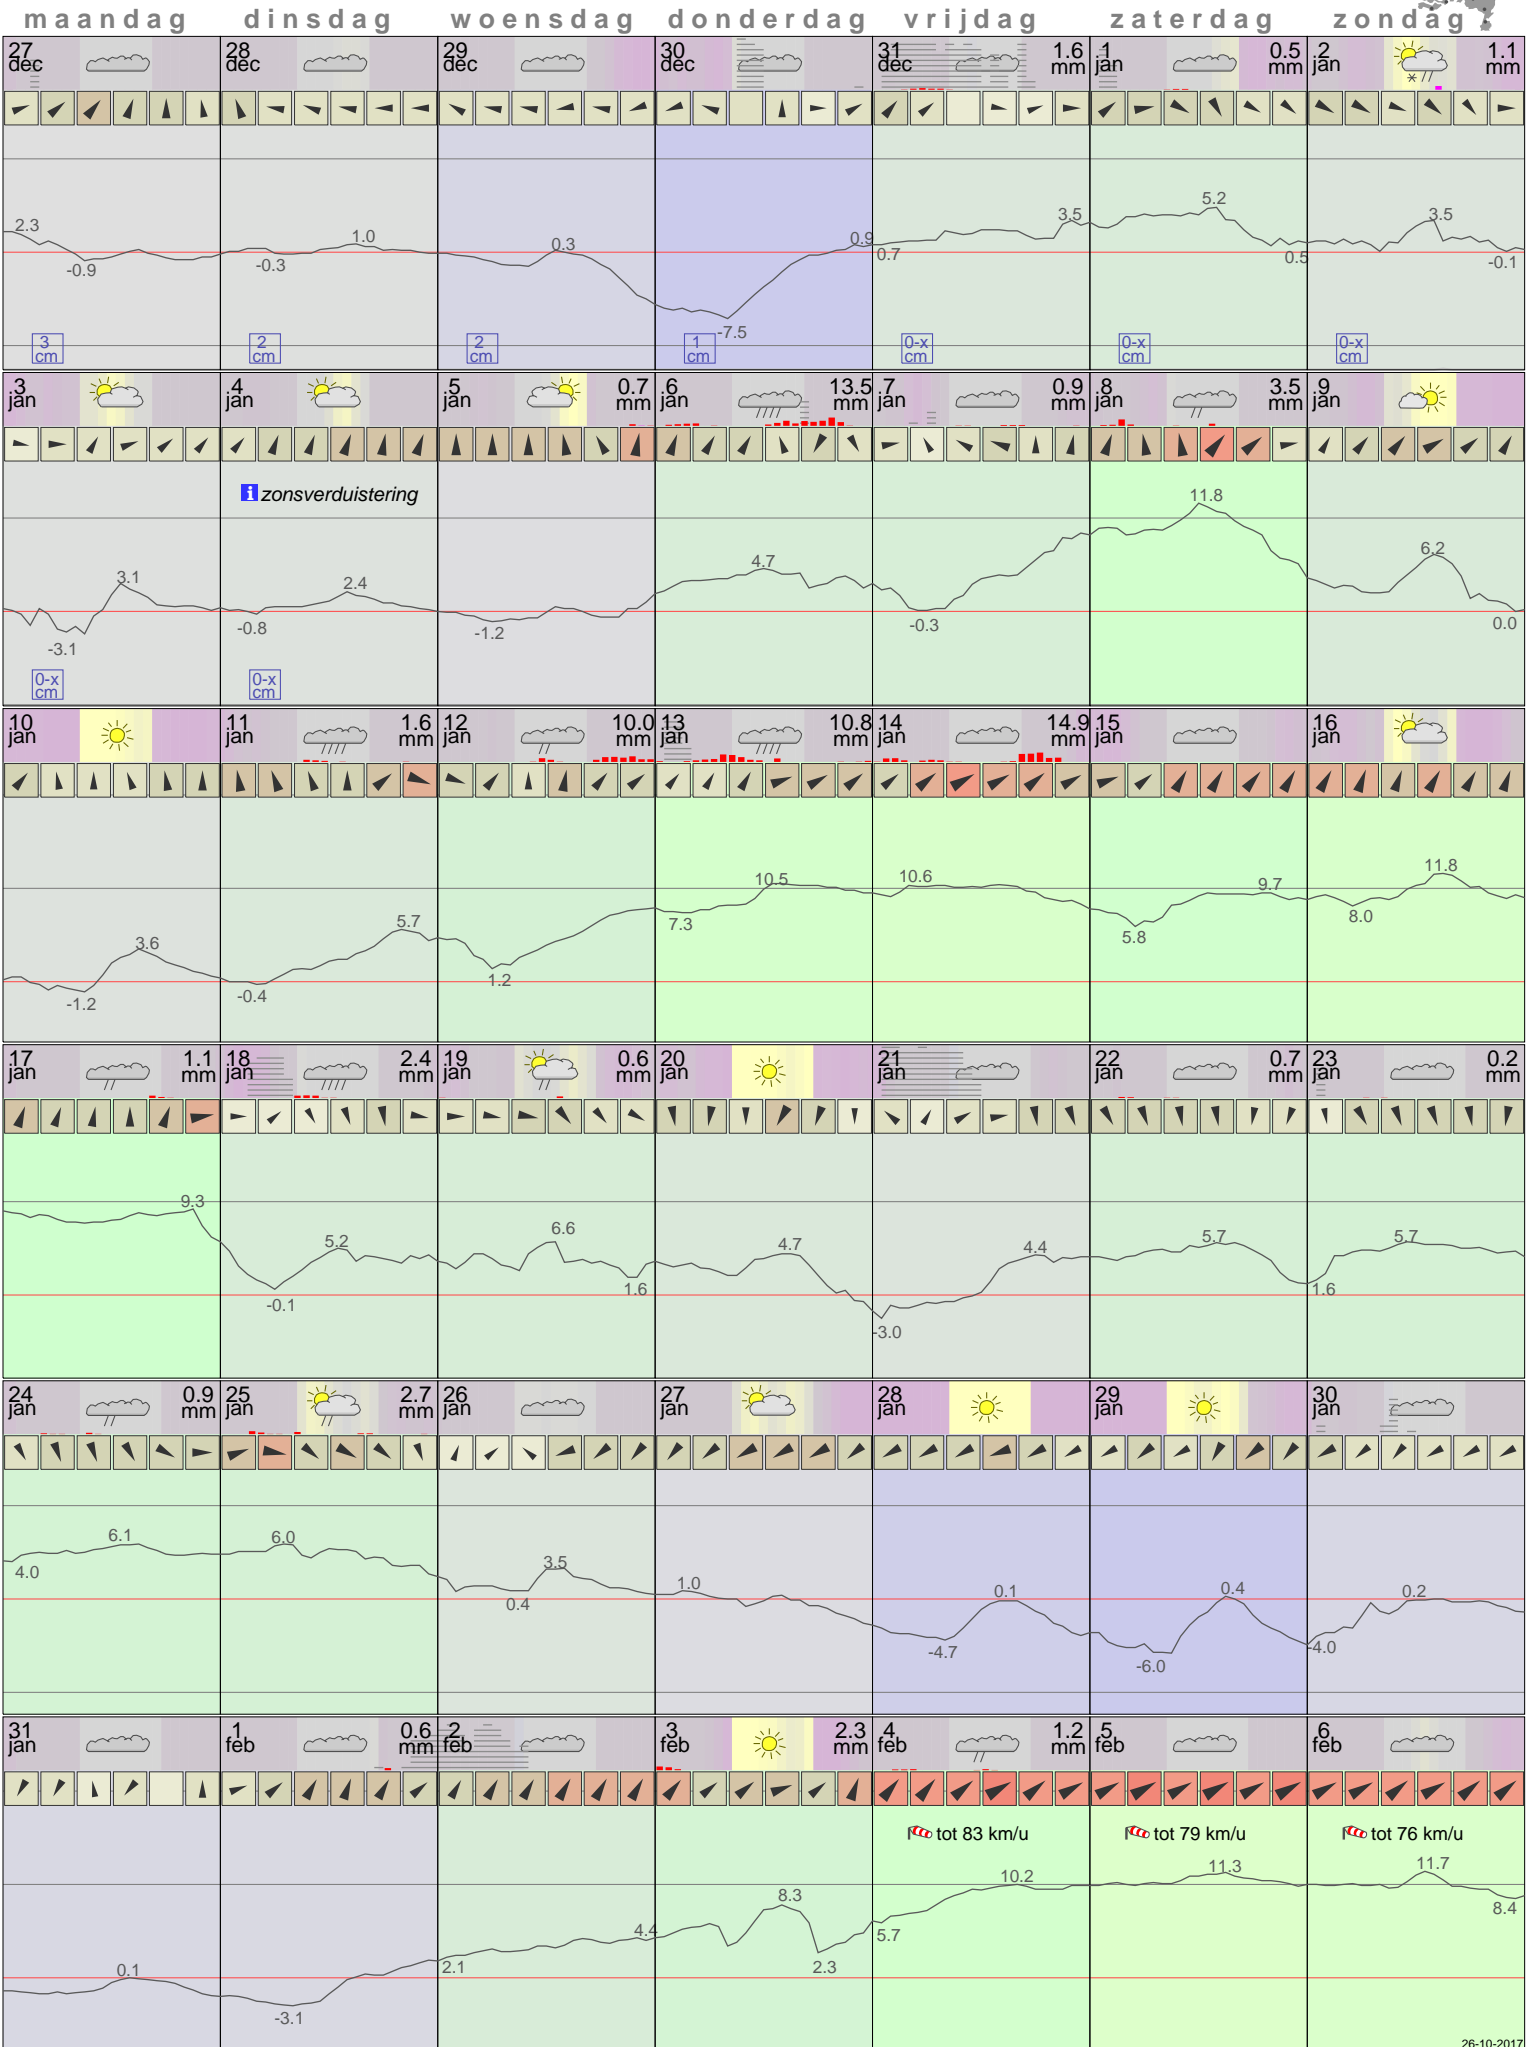 maandag dinsdag woensdag donderdag vrijdag zaterdag zondag
27 dec
28 dec
29 dec
30 dec
31 dec 1.6 mm
1 jan 0.5 mm
2 jan 1.1 mm
2.3 -0.9
-0.3 1.0
0.3
-7.5 0.9
0.7 3.5
5.2 0.5
3.5 -0.1
3 cm
2 cm
2 cm
1 cm
0-x cm
0-x cm
0-x cm
3 jan
4 jan
5 jan 0.7 mm
6 jan 13.5 mm
7 jan 0.9 mm
8 jan 3.5 mm
9 jan
i zonsverduistering
-3.1 3.1
-0.8 2.4
-1.2
4.7
-0.3
11.8
6.2 0.0
0-x cm
0-x cm
10 jan
11 jan 1.6 mm
12 jan 10.0 mm
13 jan 10.8 mm
14 jan 14.9 mm
15 jan
16 jan
-1.2 3.6
-0.4 5.7
1.2
7.3 10.5
10.6
5.8 9.7
8.0 11.8
17 jan 1.1 mm
18 jan 2.4 mm
19 jan 0.6 mm
20 jan
21 jan
22 jan 0.7 mm
23 jan 0.2 mm
9.3
-0.1 5.2
6.6 1.6
4.7
-3.0 4.4
5.7
1.6 5.7
24 jan 0.9 mm
25 jan 2.7 mm
26 jan
27 jan
28 jan
29 jan
30 jan
4.0 6.1
6.0
0.4 3.5
1.0
-4.7 0.1
-6.0 0.4
-4.0 0.2
31 jan
1 feb 0.6 mm
2 feb
3 feb 2.3 mm
4 feb 1.2 mm
5 feb
6 feb
tot 83 km/u
tot 79 km/u
tot 76 km/u
0.1
-3.1
2.1 4.4
8.3 2.3
5.7 10.2
11.3
11.7 8.4
26-10-2017